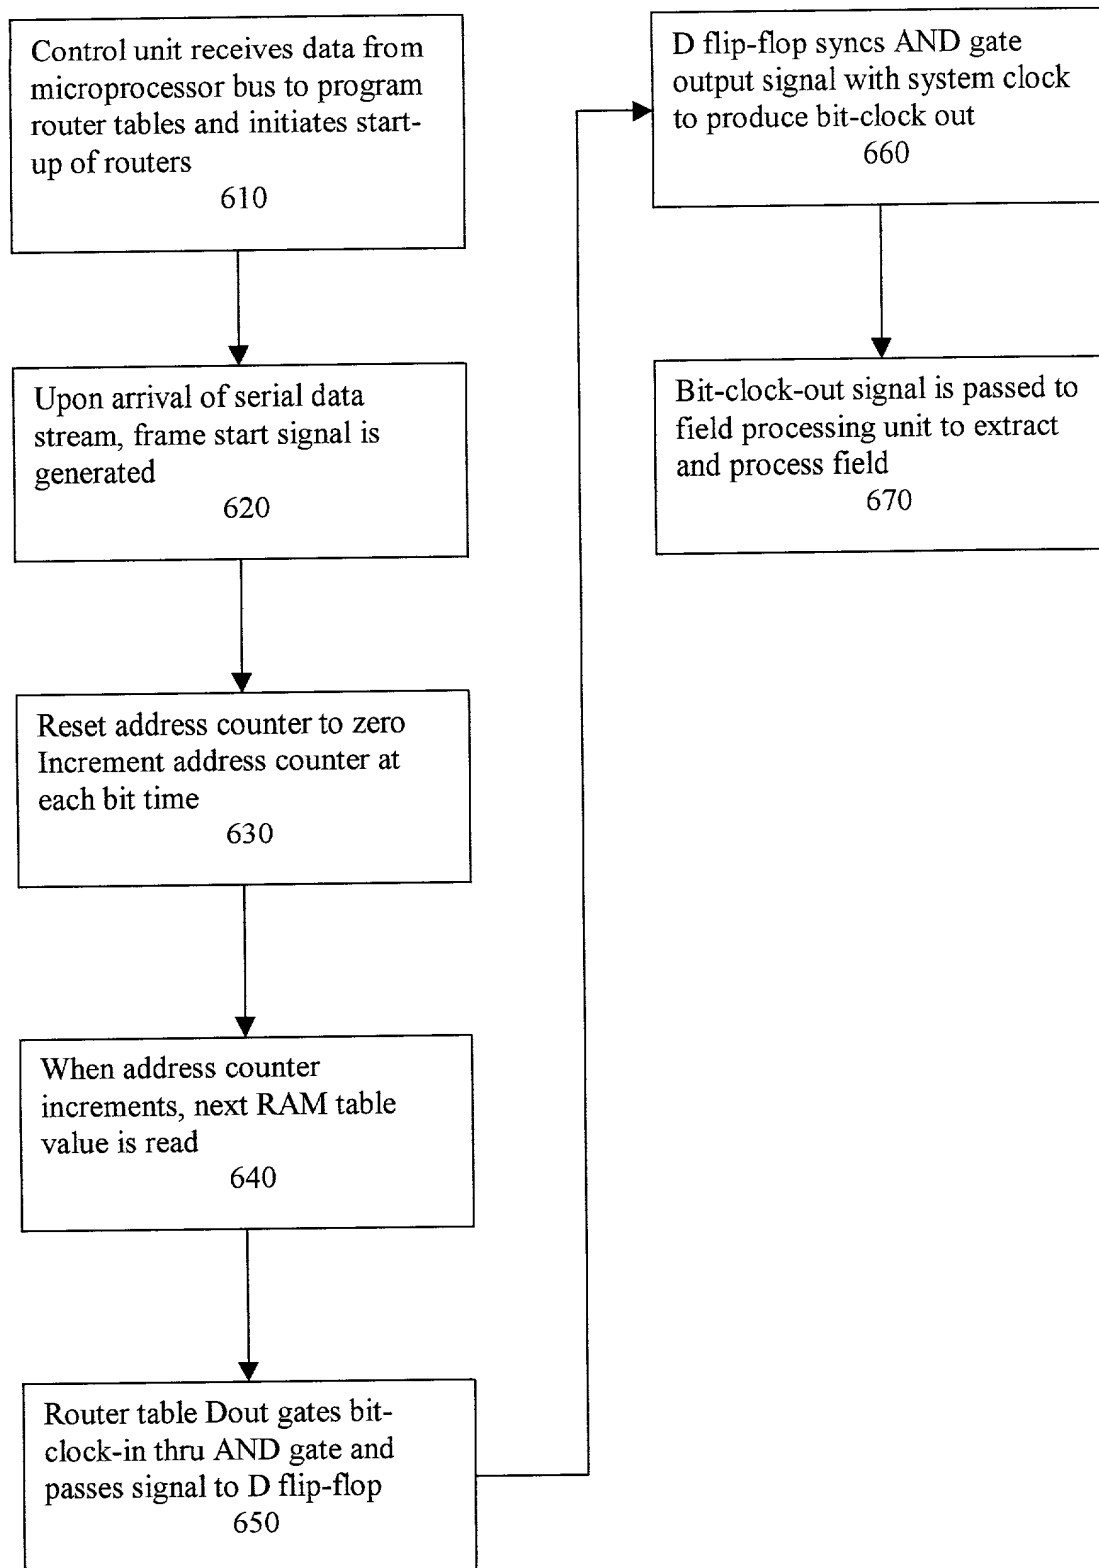 Control unit receives data from
microprocessor bus to program
router tables and initiates start-
up of routers
610
Upon arrival of serial data
stream, frame start signal is
generated
620
Reset address counter to zero
Increment address counter at
each bit time
630
When address counter
increments, next RAM table
value is read
640
Router table Dout gates bit-
clock-in thru AND gate and
passes signal to D flip-flop
650
D flip-flop syncs AND gate
output signal with system clock
to produce bit-clock out
660
Bit-clock-out signal is passed to
field processing unit to extract
and process field
670